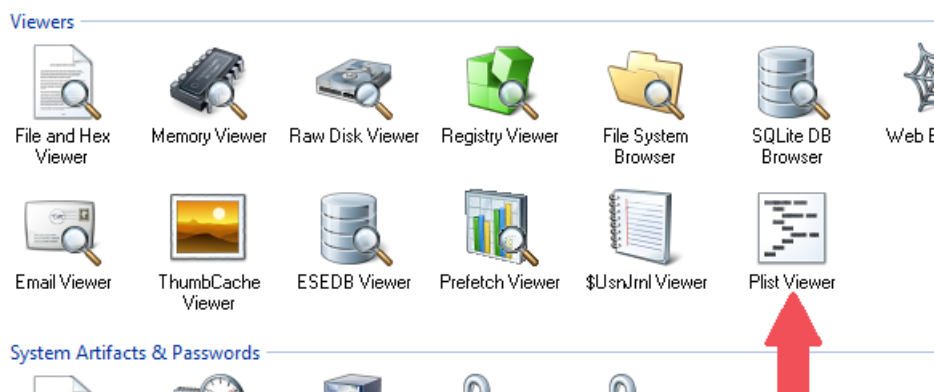 Viewers
File and Hex
Viewer
Memory Viewer
Raw Disk Viewer
Registry Viewer
File System
Browser
SQLite DB
Browser
Web
Email Viewer
ThumbCache
Viewer
ESEDB Viewer
Prefetch Viewer
$UsnJrnl Viewer
Plist Viewer
System Artifacts & Passwords